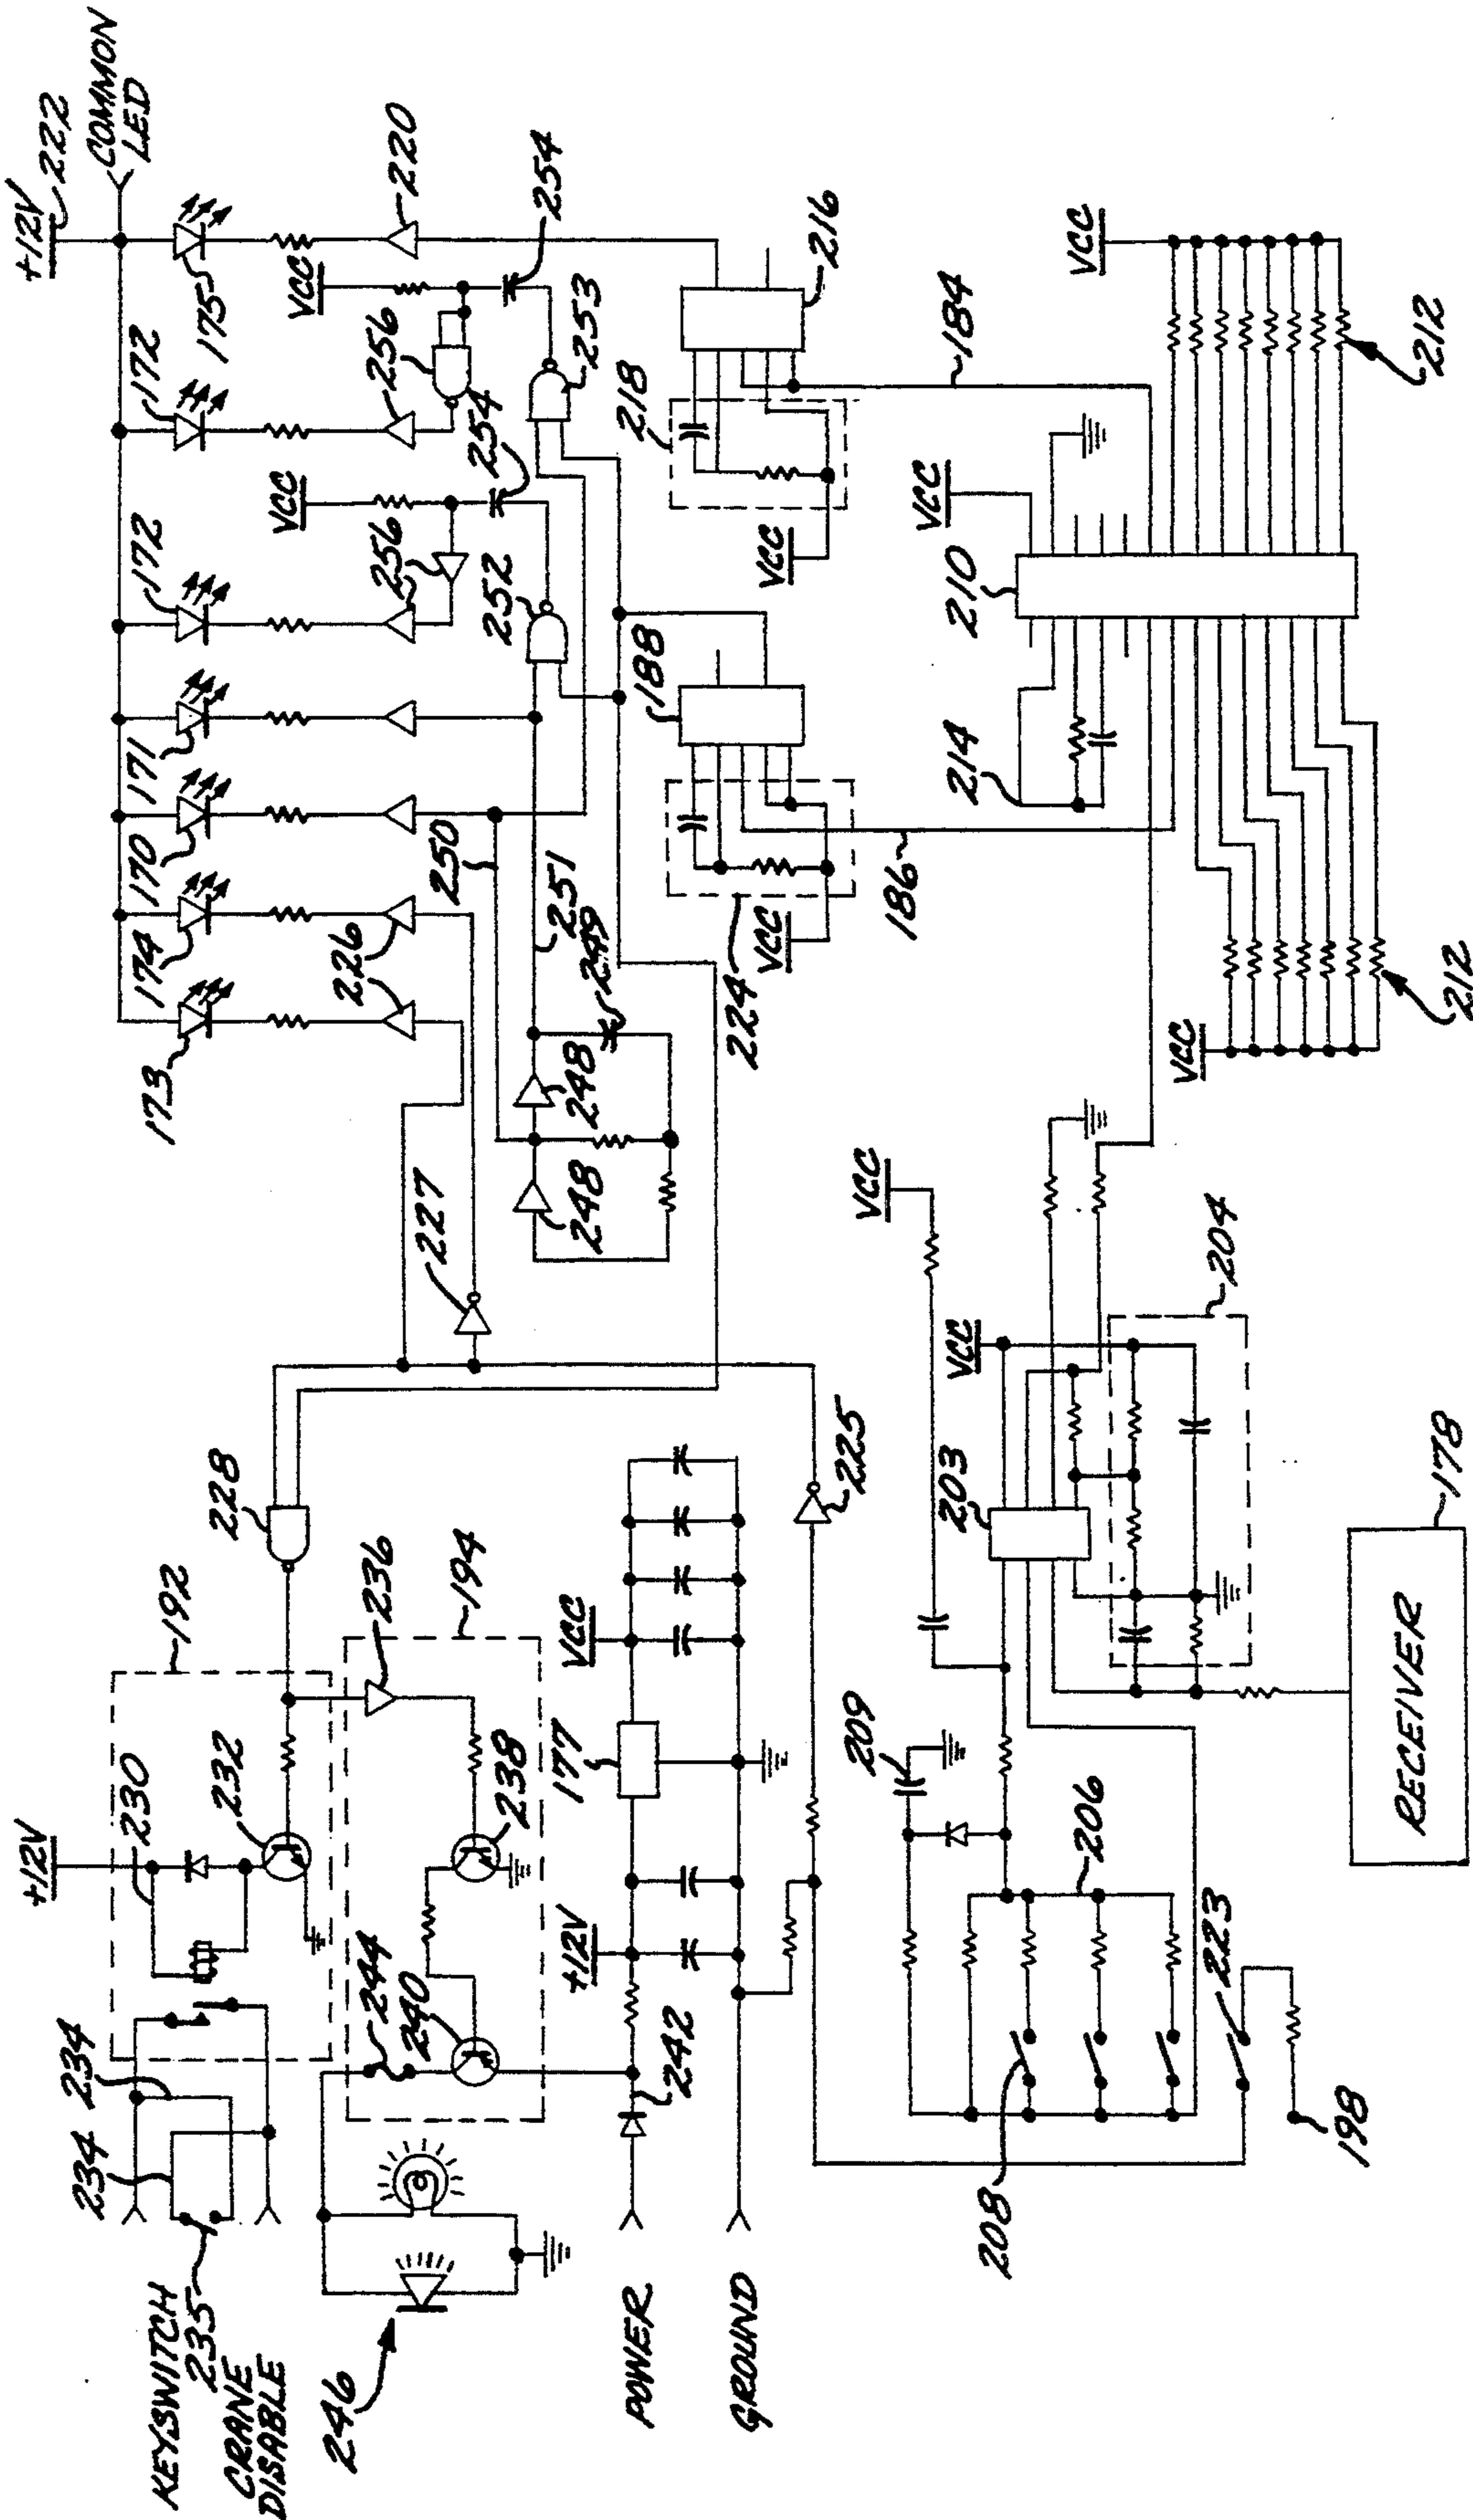 +12V
222
COMMON
LED
175
172
172
171
170
174
173
VCC
256
254
220
VCC
254
253
256
252
250
251
226
249
248
248
227
218
216
188
VCC
224
VCC
184
186
VCC
210
214
VCC
212
VCC
212
228
192
+12V
230
232
236
194
234
234
KEYSWITCH
235
CRANE
DISABLE
244
240
238
246
VCC
177
+12V
242
POWER
GROUND
225
VCC
VCC
203
204
209
206
208
223
198
RECEIVER
178